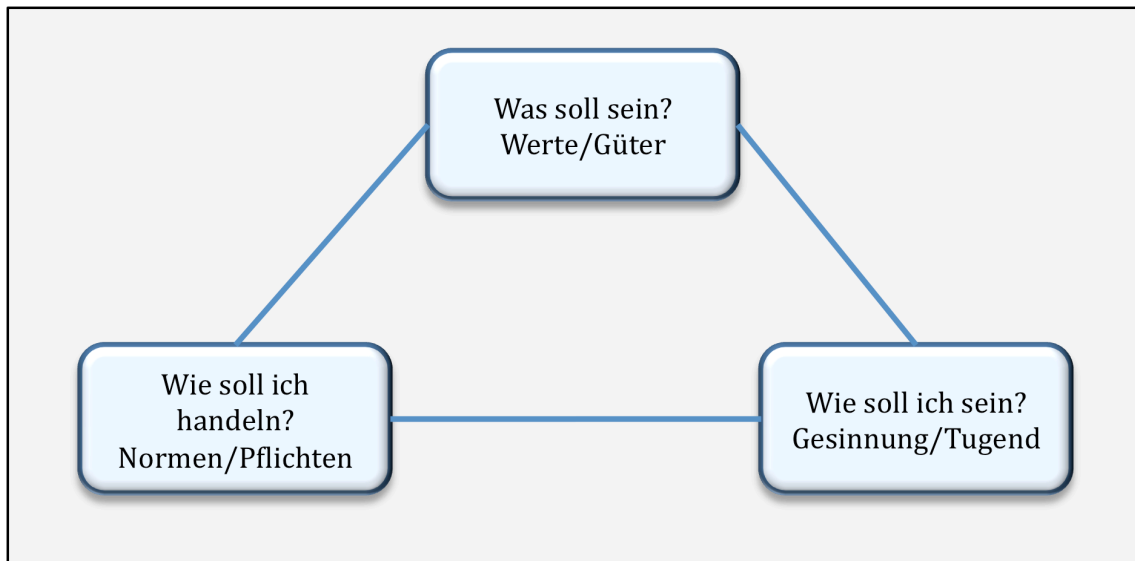 Was soll sein?
Werte/Güter
Wie soll ich
handeln?
Normen/Pflichten
Wie soll ich sein?
Gesinnung/Tugend